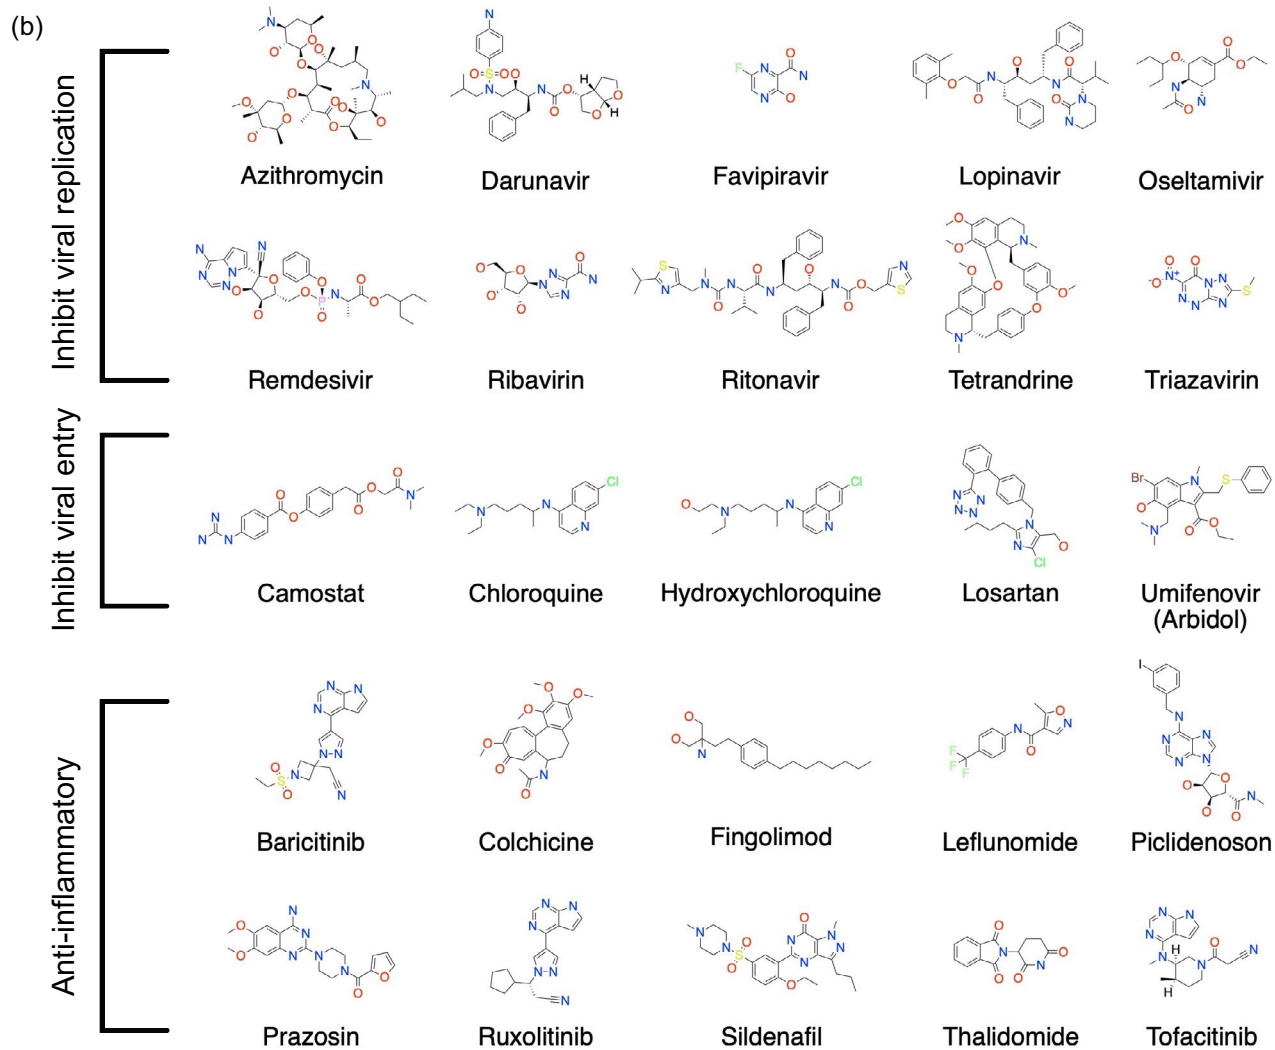 (b)
Inhibit viral replication
Azithromycin
Darunavir
Favipiravir
Lopinavir
Oseltamivir
Remdesivir
Ribavirin
Ritonavir
Tetrandrine
Triazavirin
Inhibit viral entry
Camostat
Chloroquine
Hydroxychloroquine
Losartan
Umifenovir
(Arbidol)
Anti-inflammatory
Baricitinib
Colchicine
Fingolimod
Leflunomide
Piclidenoson
Prazosin
Ruxolitinib
Sildenafil
Thalidomide
Tofacitinib